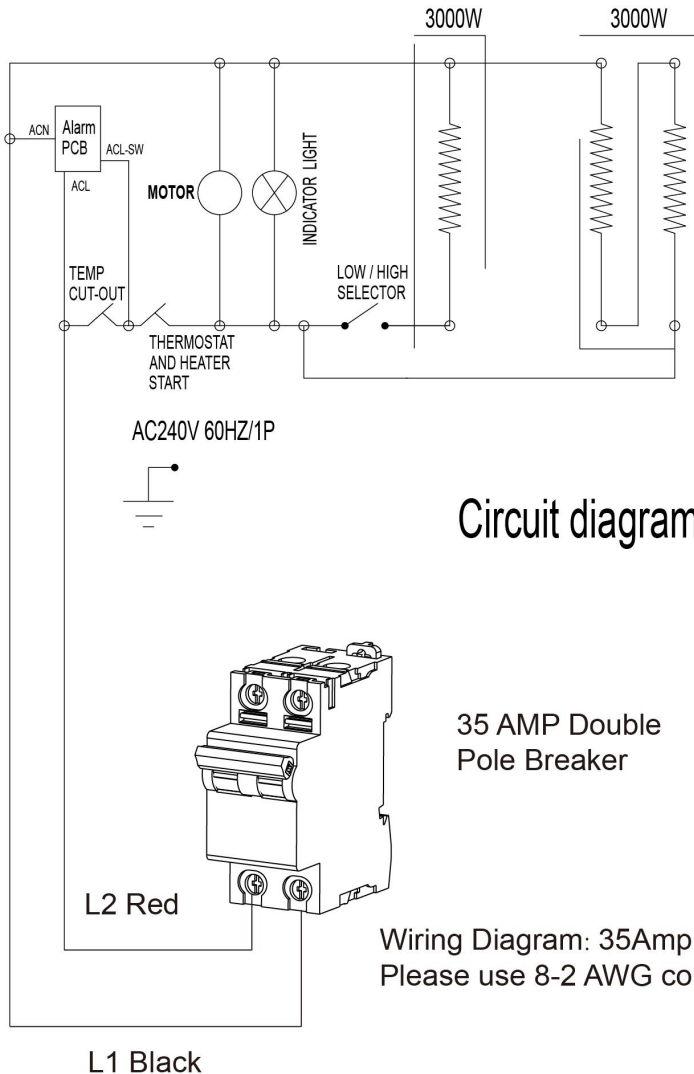 3000W
3000W
ACN
Alarm
PCB
ACL-SW
ACL
MOTOR
INDICATOR LIGHT
TEMP
CUT-OUT
LOW / HIGH
SELECTOR
THERMOSTAT
AND HEATER
START
AC240V 60HZ/1P
Circuit diagram
35 AMP Double
Pole Breaker
L2 Red
Wiring Diagram: 35Amp
Please use 8-2 AWG co
L1 Black